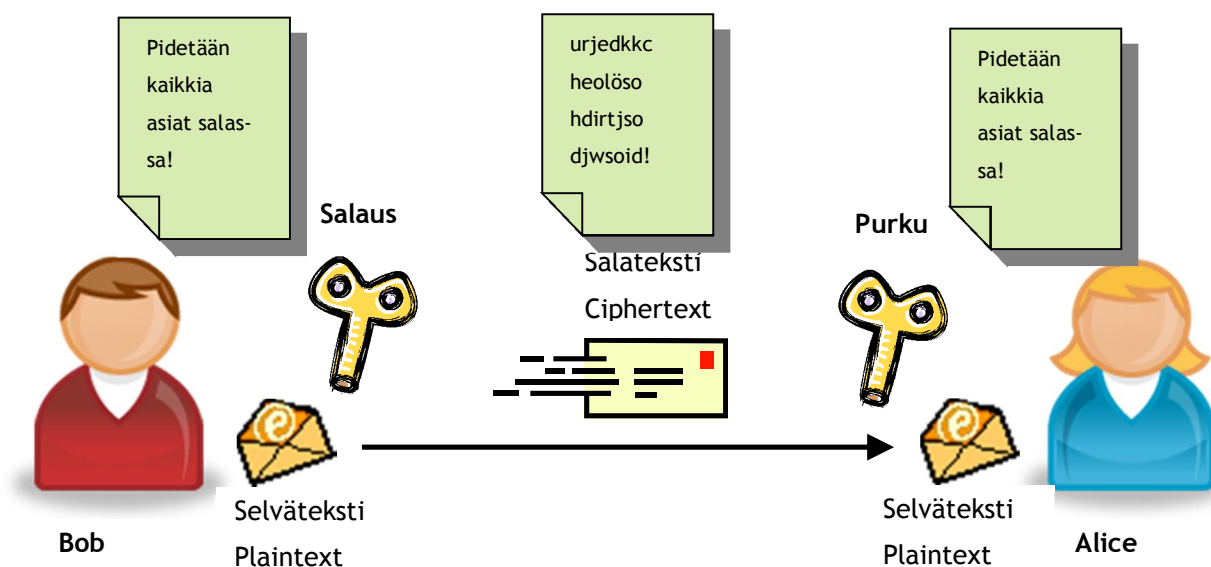 Pidetään
kaikkia
asiat salas-
sa!
urjedkkc
heolöso
hdirtjso
djwsoid!
Pidetään
kaikkia
asiat salas-
sa!
Salaus
Purku
Salateksti
Ciphertext
Selväteksti
Plaintext
Selväteksti
Plaintext
Bob
Alice